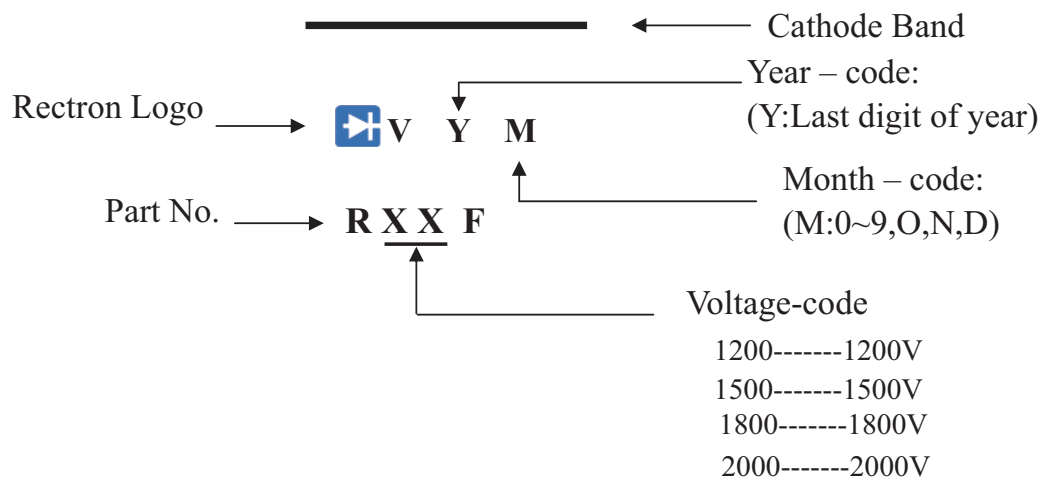 Cathode Band
Year – code:
(Y:Last digit of year)
Rectron Logo
V Y M
Month – code:
(M:0~9,O,N,D)
Part No.
R X X F
Voltage-code
1200-------1200V
1500-------1500V
1800-------1800V
2000-------2000V